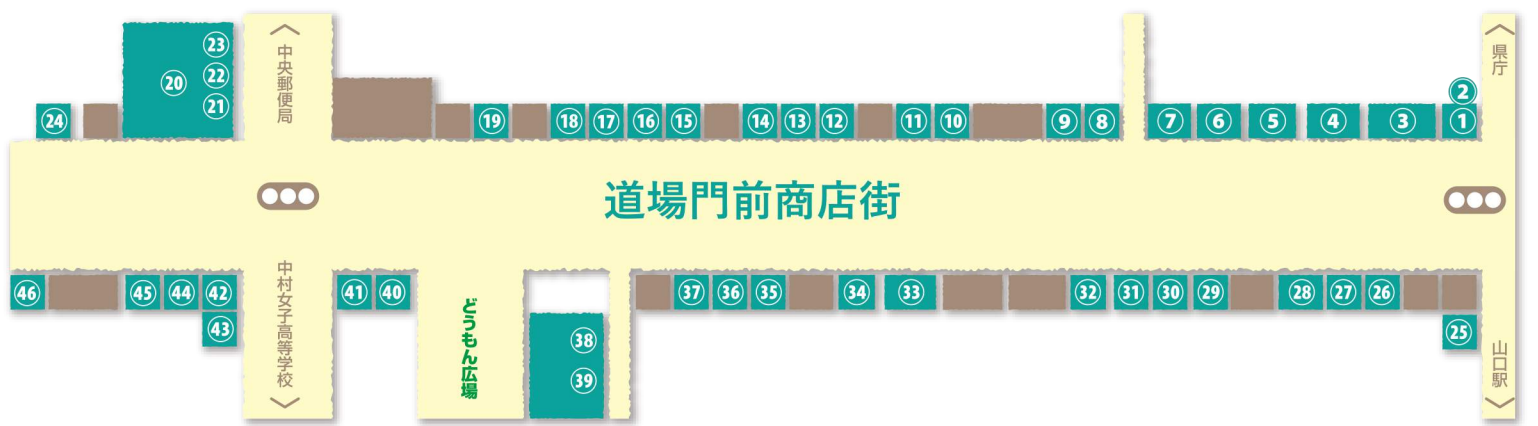 〈 中央郵便局
〈 県庁
㉓
⑳ ㉒
㉑
②
㉔ ⑲ ⑱ ⑰ ⑯ ⑮ ⑭ ⑬ ⑫ ⑪ ⑩ ⑨ ⑧ ⑦ ⑥ ⑤ ④ ③ ①
道場門前商店街
㊻ ㊺ ㊹ ㊷ ㊶ ㊵ ㊲ ㊱ ㉟ ㉞ ㉝ ㉜ ㉛ ㉚ ㉙ ㉘ ㉗ ㉖
㊸
㉕
中村女子高等学校 〉
どうもん広場
㊳
㊴
山口駅 〉